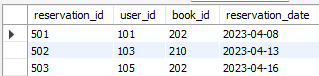 reservation_id user_id book_id reservation_date
501 101 202 2023-04-08
502 103 210 2023-04-13
503 105 202 2023-04-16